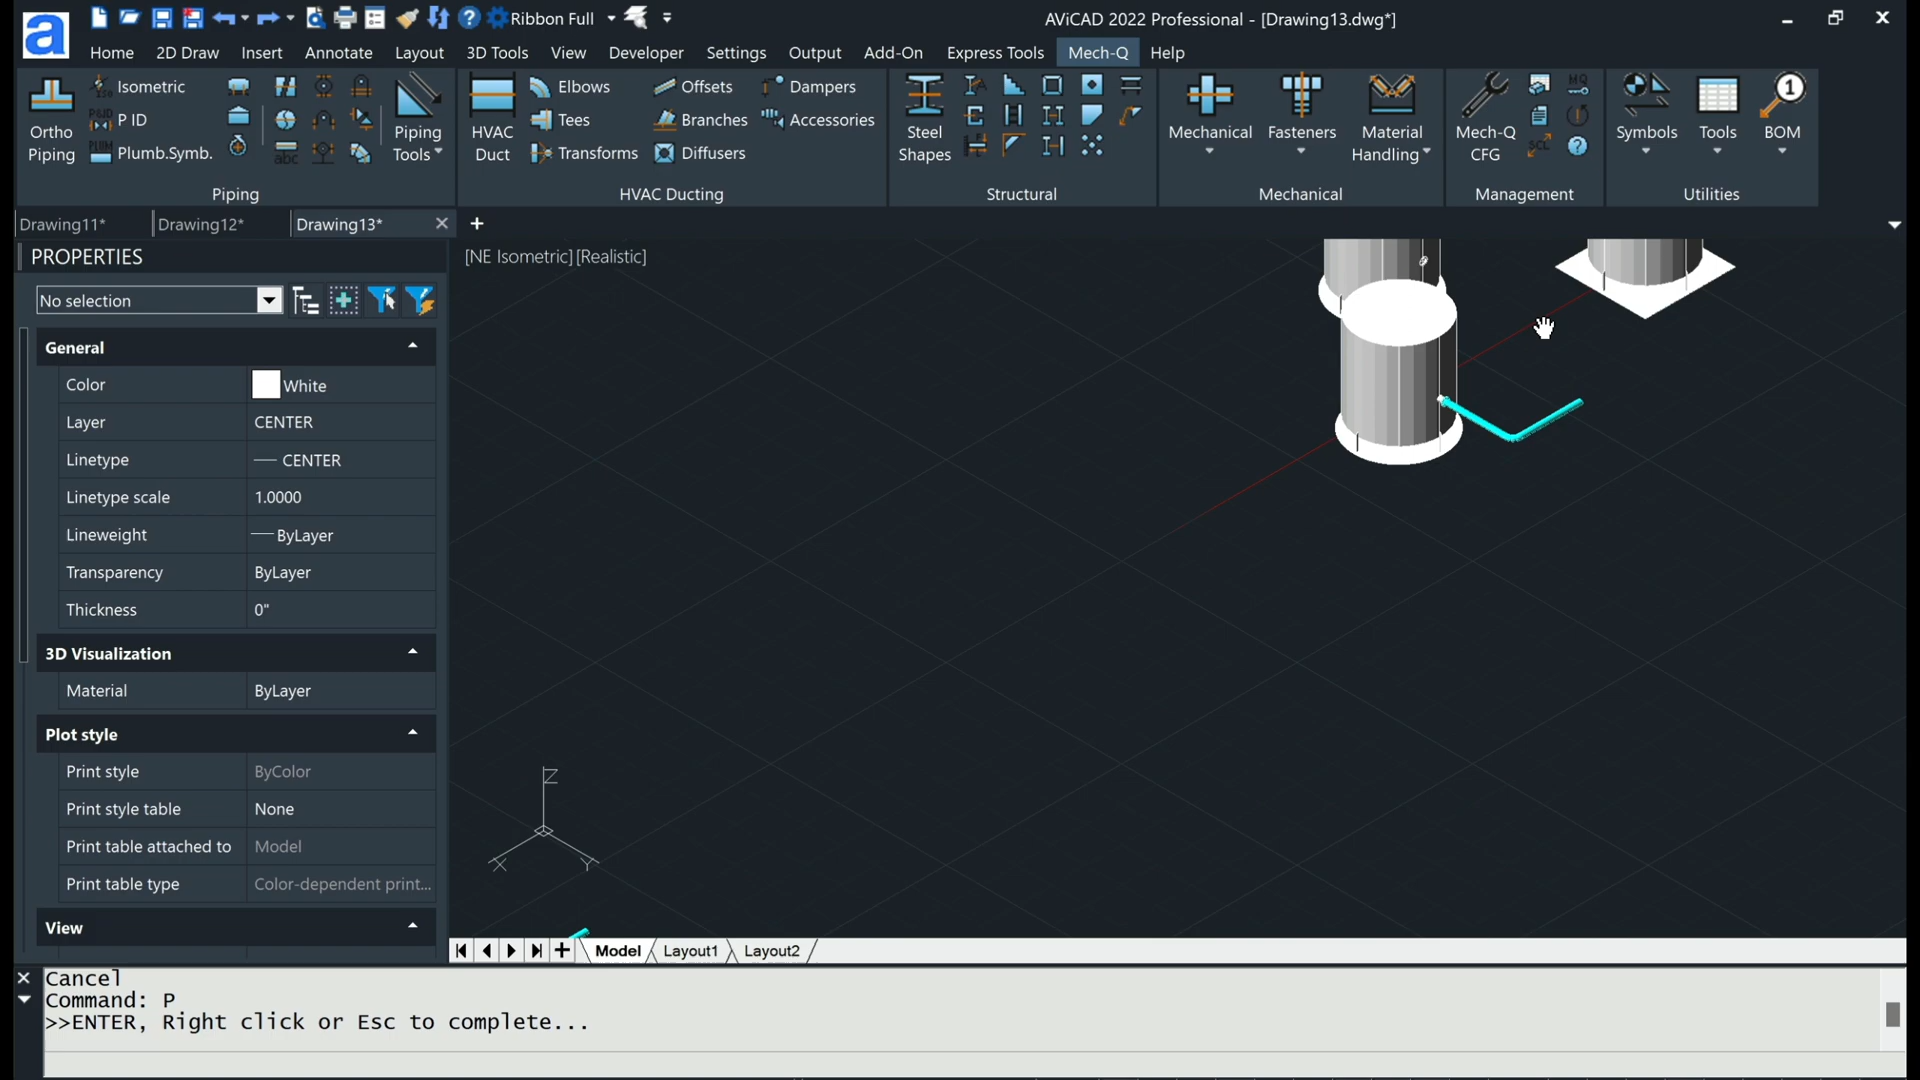 Ribbon Full
AViCAD 2022 Professional - [Drawing13.dwg*]
Home 2D Draw Insert Annotate Layout 3D Tools View Developer Mechanical Settings Output Add-On Express Tools Mech-Q Help
Ortho Piping
Isometric
P ID
Plumb.Symb.
Piping Tools
HVAC Duct
Elbows
Tees
Transforms
Offsets
Branches
Diffusers
Dampers
Accessories
Steel Shapes
Mechanical
Fasteners
Material Handling
Mech-Q CFG
Symbols
Tools
BOM
Piping
HVAC Ducting
Structural
Mechanical
Management
Utilities
Drawing11*
Drawing12*
Drawing13*
PROPERTIES
[NE Isometric][Realistic]
No selection
General
Color White
Layer CENTER
Linetype CENTER
Linetype scale 1.0000
Lineweight ByLayer
Transparency ByLayer
Thickness 0"
3D Visualization
Material ByLayer
Plot style
Print style ByColor
Print style table None
Print table attached to Model
Print table type Color-dependent print...
View
Z
X
Y
Model
Layout1
Layout2
Cancel
Command: P
>>ENTER, Right click or Esc to complete...